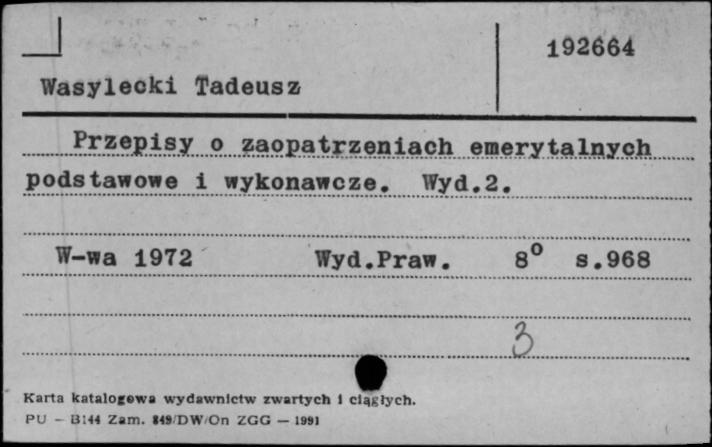 192664
Wasylecki Tadeusz
Przepisy o zaopatrzeniach emerytalnych
podstawowe i wykonawcze. Wyd.2.
W-wa 1972 Wyd.Praw. 8° s.968
3
Karta katalogowa wydawnictw zwartych i ciągłych.
PU - B144 Zam. 849/DW/On ZGG - 1991